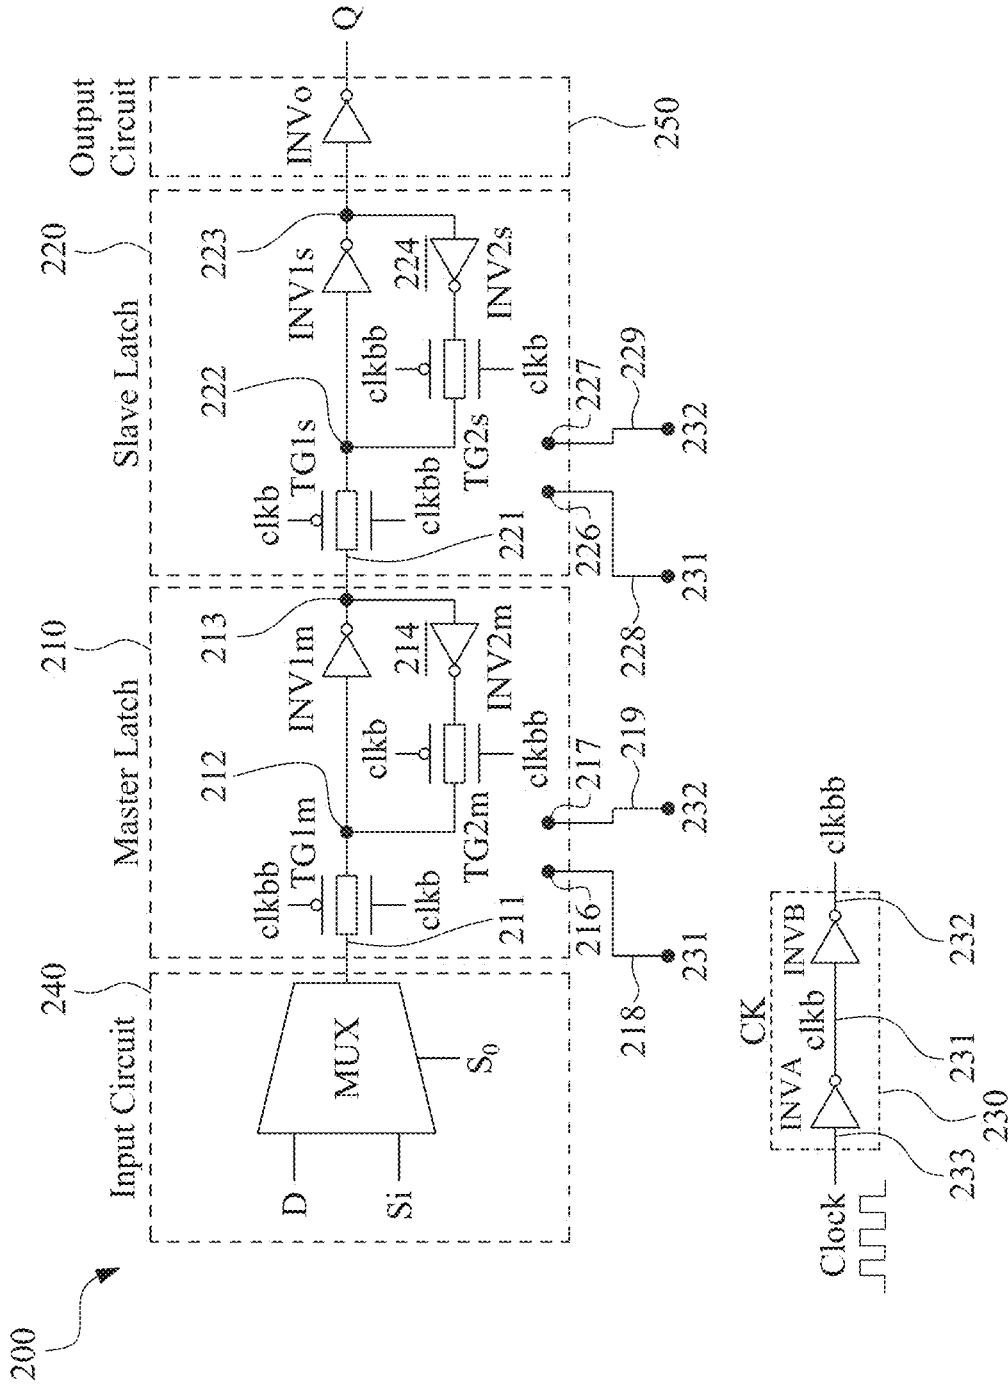 200
Input Circuit
240
D
Si
MUX
S0
Master Latch
210
clkbb
TG1m
clkb
211
212
INV1m
213
214
INV2m
clkb
TG2m
clkbb
216
217
218
219
231
232
Slave Latch
220
clkb
TG1s
clkbb
221
222
INV1s
223
224
INV2s
clkbb
TG2s
clkb
226
227
228
229
231
232
Output
Circuit
INVo
Q
250
Clock
CK
INVA
clkb
INVB
clkbb
233
230
231
232